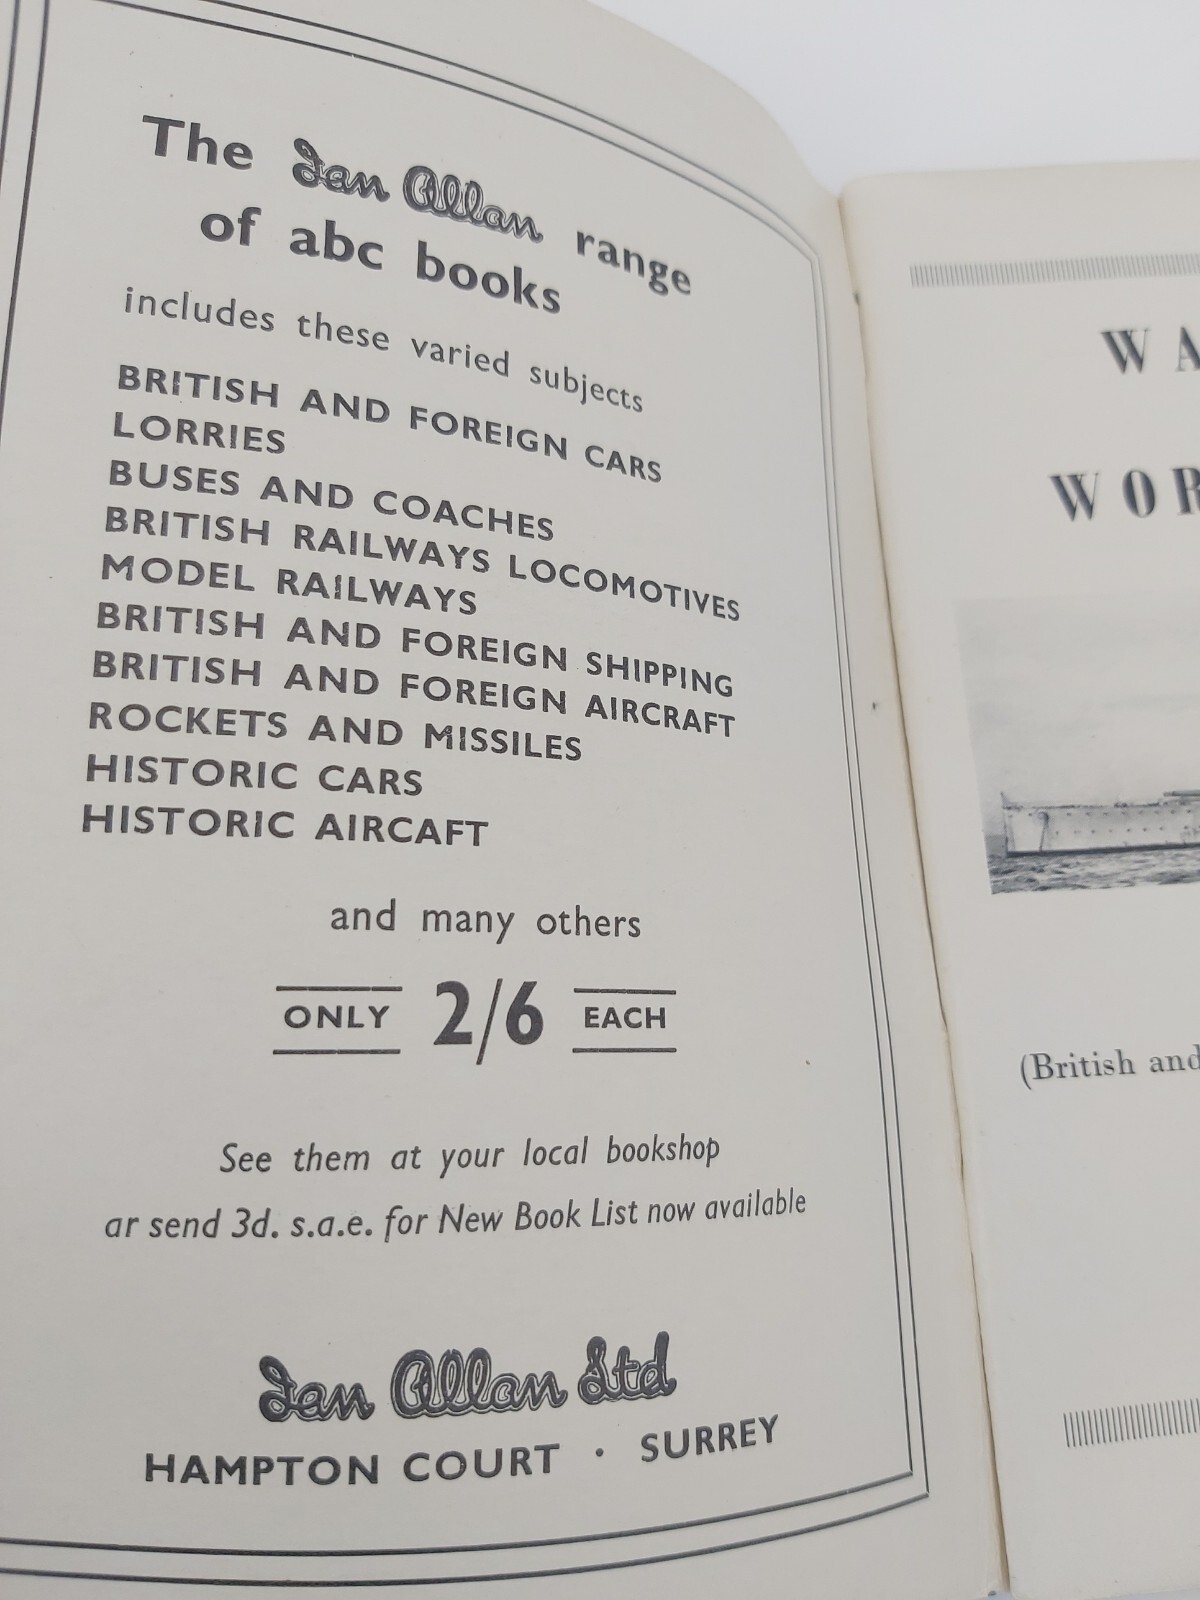 The Ian Allan range
of abc books
includes these varied subjects
BRITISH AND FOREIGN CARS
LORRIES
BUSES AND COACHES
BRITISH RAILWAYS LOCOMOTIVES
MODEL RAILWAYS
BRITISH AND FOREIGN SHIPPING
BRITISH AND FOREIGN AIRCRAFT
ROCKETS AND MISSILES
HISTORIC CARS
HISTORIC AIRCAFT
and many others
ONLY 2/6 EACH
See them at your local bookshop
ar send 3d. s.a.e. for New Book List now available
Ian Allan Ltd
HAMPTON COURT · SURREY
WA
WOR
(British and